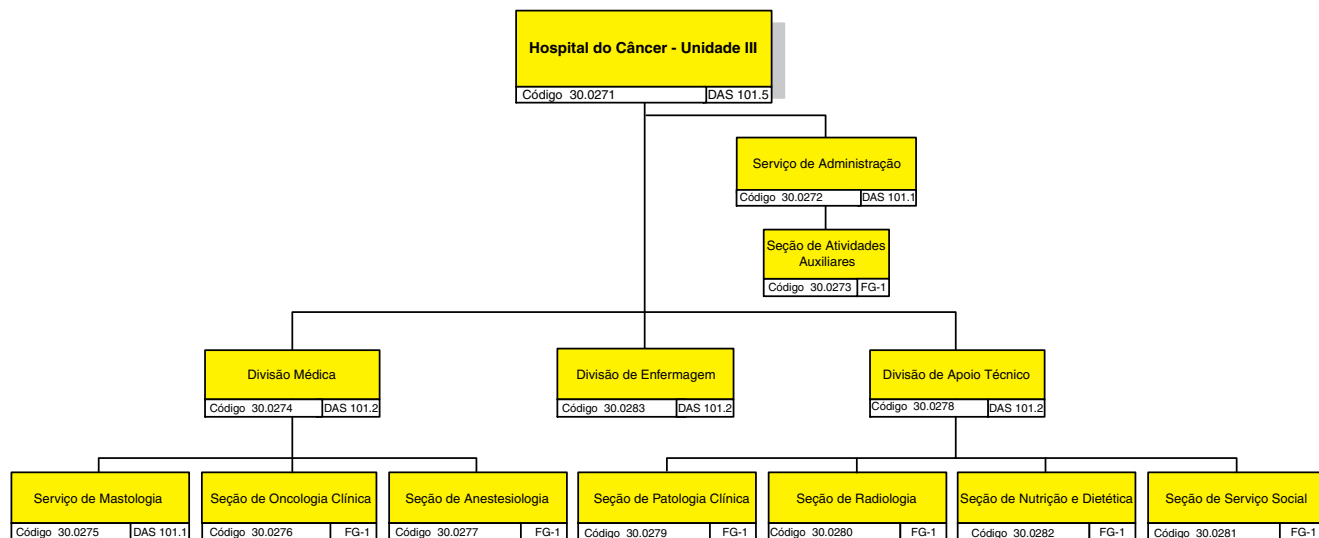 Hospital do Câncer - Unidade III
Código 30.0271 DAS 101.5
Serviço de Administração
Código 30.0272 DAS 101.1
Seção de Atividades
Auxiliares
Código 30.0273 FG-1
Divisão Médica
Código 30.0274 DAS 101.2
Divisão de Enfermagem
Código 30.0283 DAS 101.2
Divisão de Apoio Técnico
Código 30.0278 DAS 101.2
Serviço de Mastologia
Código 30.0275 DAS 101.1
Seção de Oncologia Clínica
Código 30.0276 FG-1
Seção de Anestesiologia
Código 30.0277 FG-1
Seção de Patologia Clínica
Código 30.0279 FG-1
Seção de Radiologia
Código 30.0280 FG-1
Seção de Nutrição e Dietética
Código 30.0282 FG-1
Seção de Serviço Social
Código 30.0281 FG-1